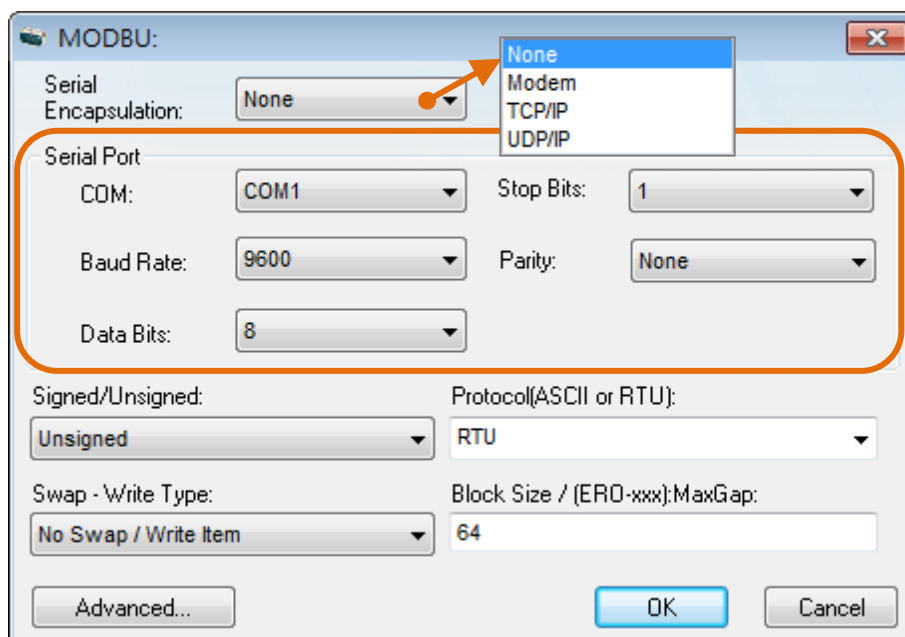 MODBU:
Serial
Encapsulation:
None
None
Modem
TCP/IP
UDP/IP
Serial Port
COM:
COM1
Stop Bits:
1
Baud Rate:
9600
Parity:
None
Data Bits:
8
Signed/Unsigned:
Protocol(ASCII or RTU):
Unsigned
RTU
Swap - Write Type:
Block Size / (ERO-xxx):MaxGap:
No Swap / Write Item
64
Advanced...
OK
Cancel